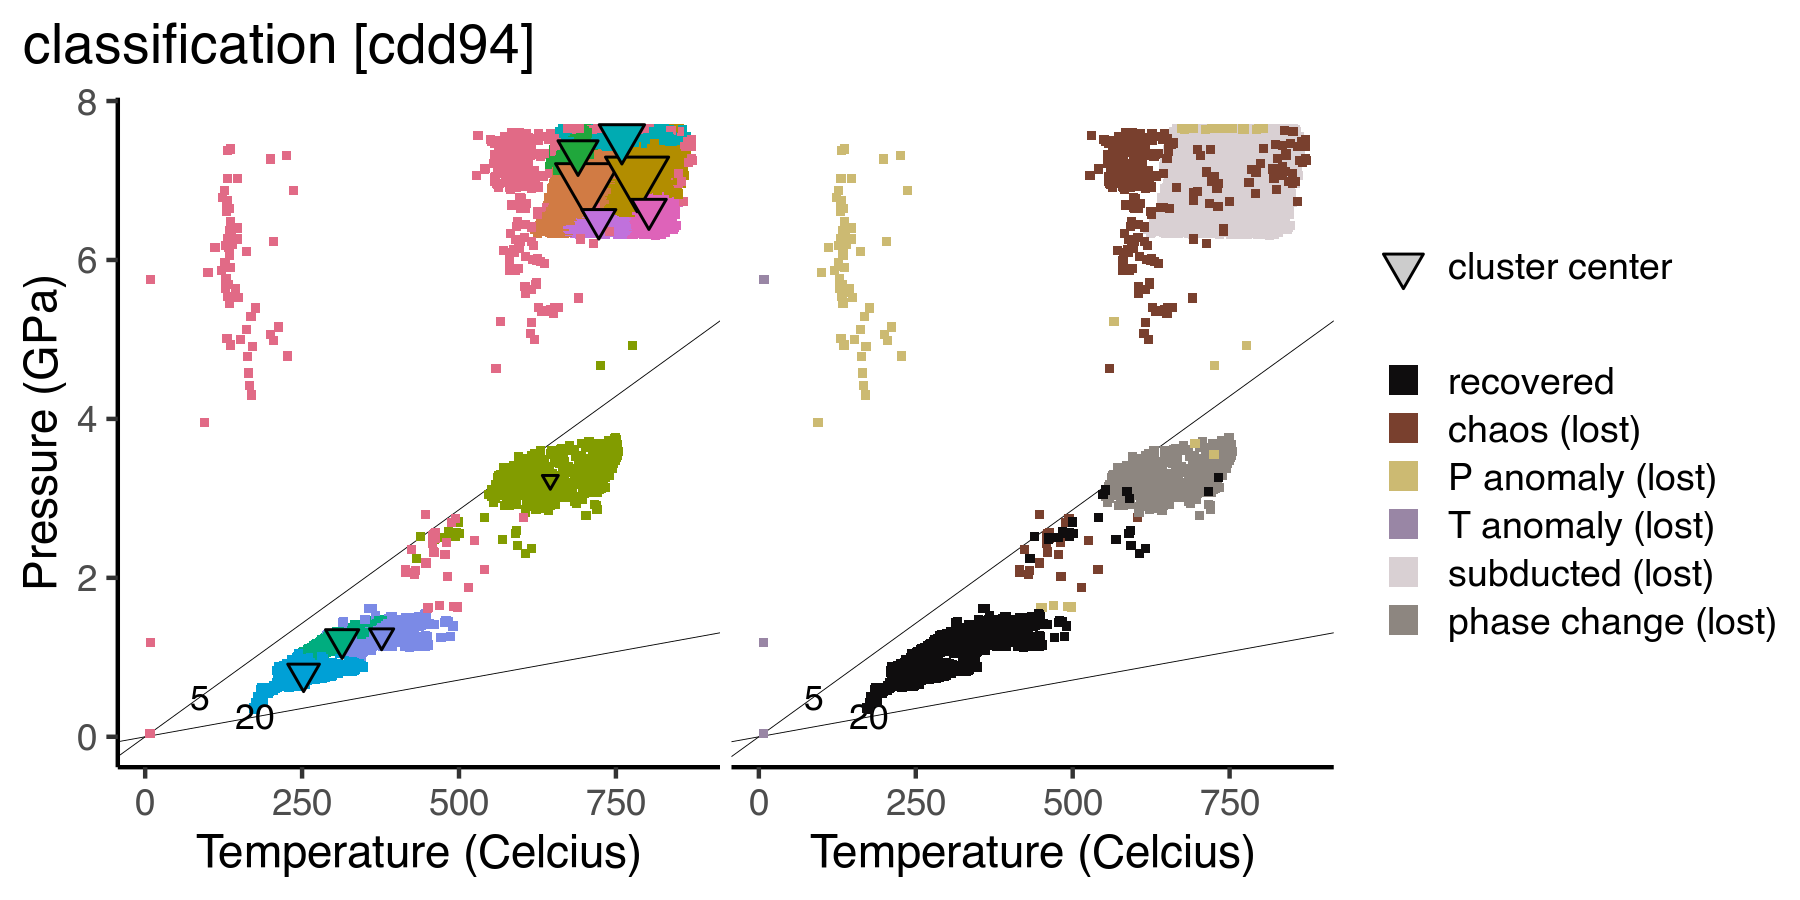 classification [cdd94]
8
6
4
2
0
Pressure (GPa)
5
20
0
250
500
750
Temperature (Celcius)
5
20
0
250
500
750
Temperature (Celcius)
cluster center
recovered
chaos (lost)
P anomaly (lost)
T anomaly (lost)
subducted (lost)
phase change (lost)